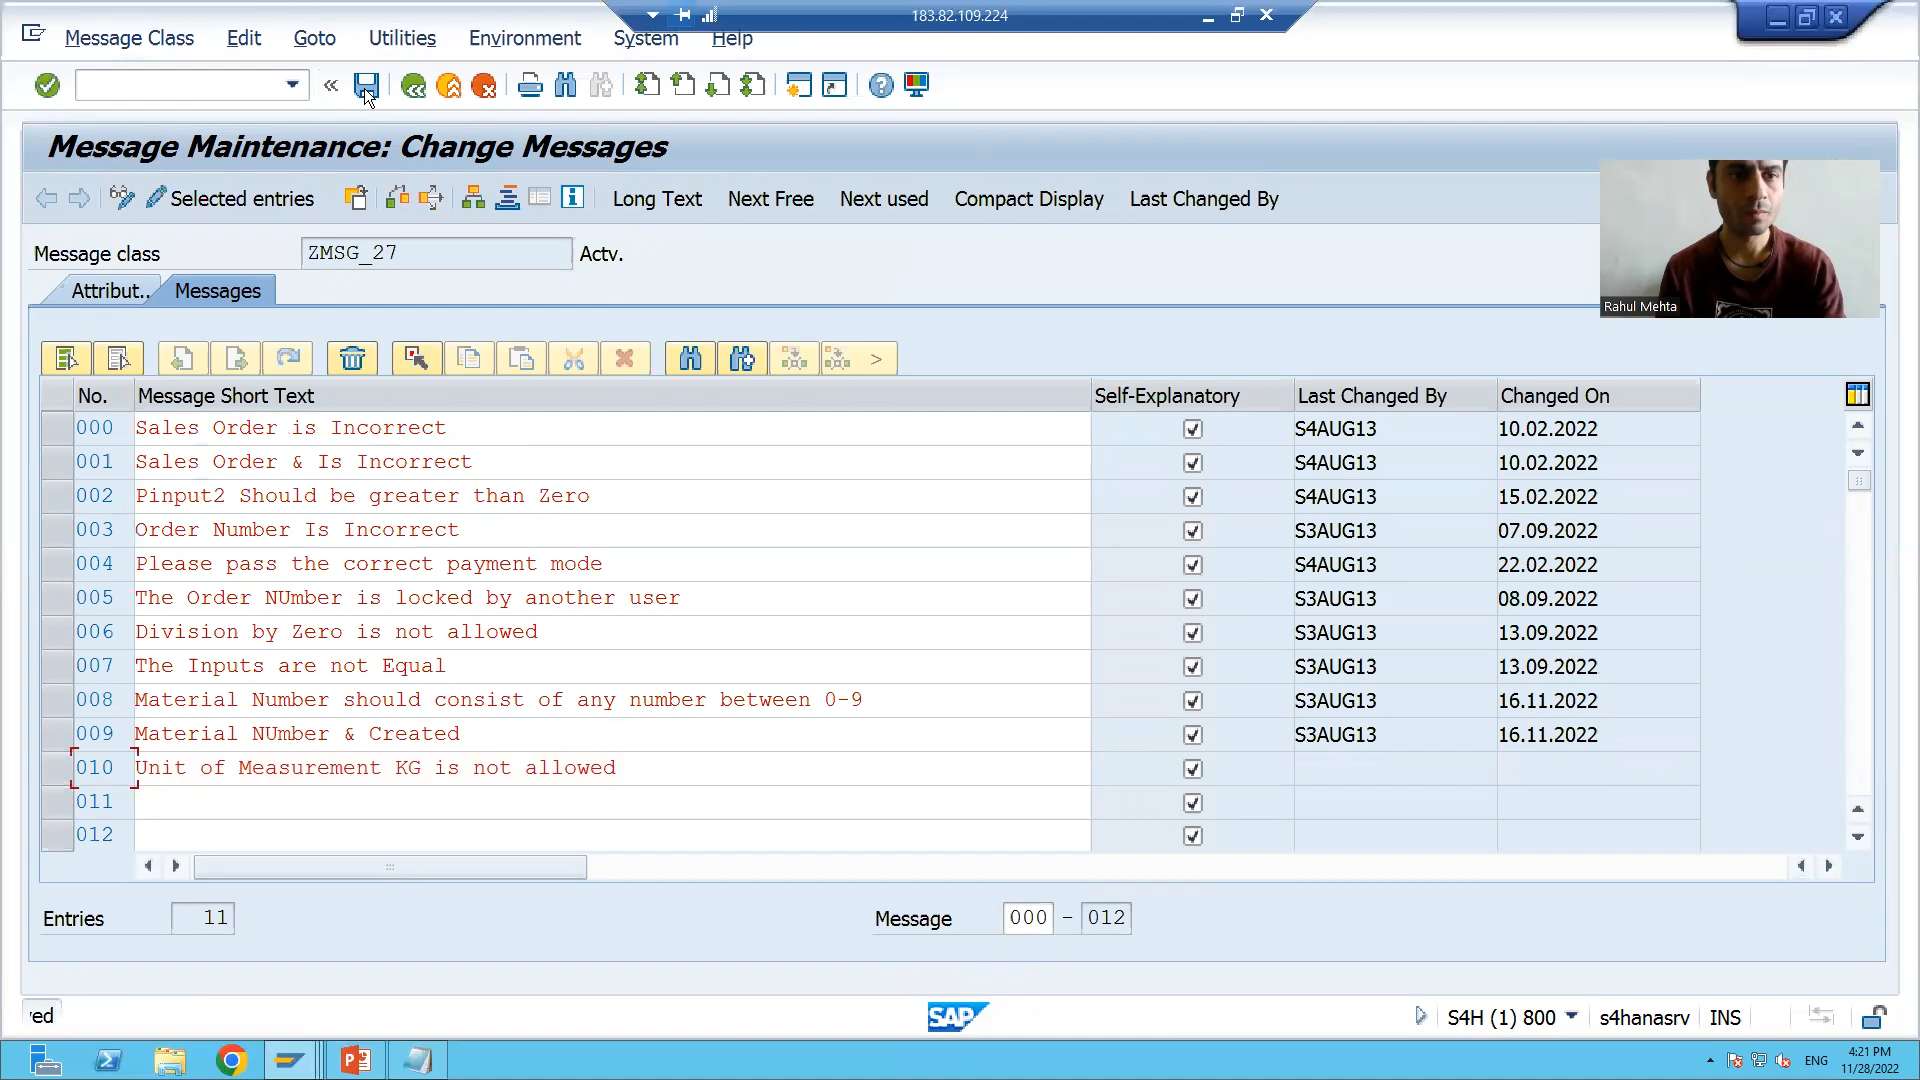 183.82.109.224
Message Class Edit Goto Utilities Environment System Help
Message Maintenance: Change Messages
Selected entries Long Text Next Free Next used Compact Display Last Changed By
Message class ZMSG_27 Actv.
Attribut.. Messages
Rahul Mehta
No. Message Short Text Self-Explanatory Last Changed By Changed On
000 Sales Order is Incorrect S4AUG13 10.02.2022
001 Sales Order & Is Incorrect S4AUG13 10.02.2022
002 Pinput2 Should be greater than Zero S4AUG13 15.02.2022
003 Order Number Is Incorrect S3AUG13 07.09.2022
004 Please pass the correct payment mode S4AUG13 22.02.2022
005 The Order NUmber is locked by another user S3AUG13 08.09.2022
006 Division by Zero is not allowed S3AUG13 13.09.2022
007 The Inputs are not Equal S3AUG13 13.09.2022
008 Material Number should consist of any number between 0-9 S3AUG13 16.11.2022
009 Material NUmber & Created S3AUG13 16.11.2022
010 Unit of Measurement KG is not allowed
011
012
Entries 11 Message 000 - 012
ved SAP S4H (1) 800 s4hanasrv INS
ENG 4:21 PM
11/28/2022